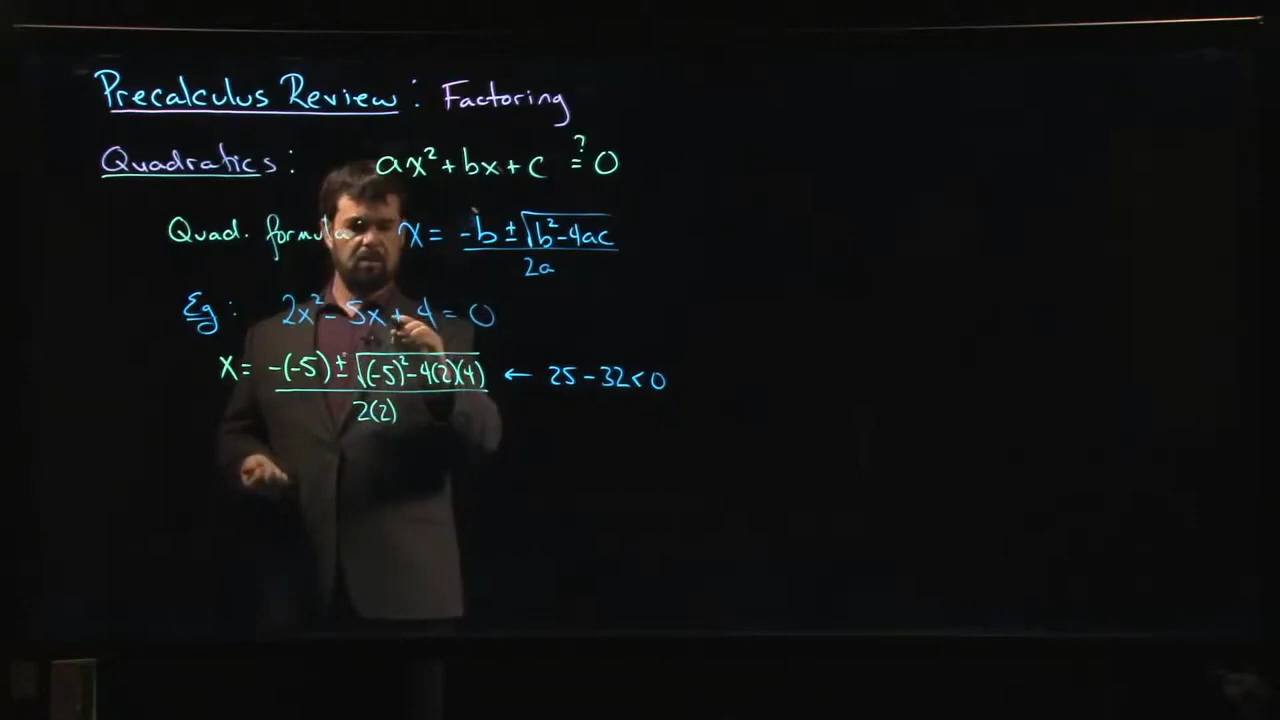 Precalculus Review: Factoring
Quadratics: ax² + bx + c ≟ 0
Quad. formula: x = (-b ± √(b² - 4ac)) / 2a
Eg: 2x² - 5x + 4 = 0
x = (-(-5) ± √((-5)² - 4(2)(4))) / 2(2) ← 25 - 32 < 0